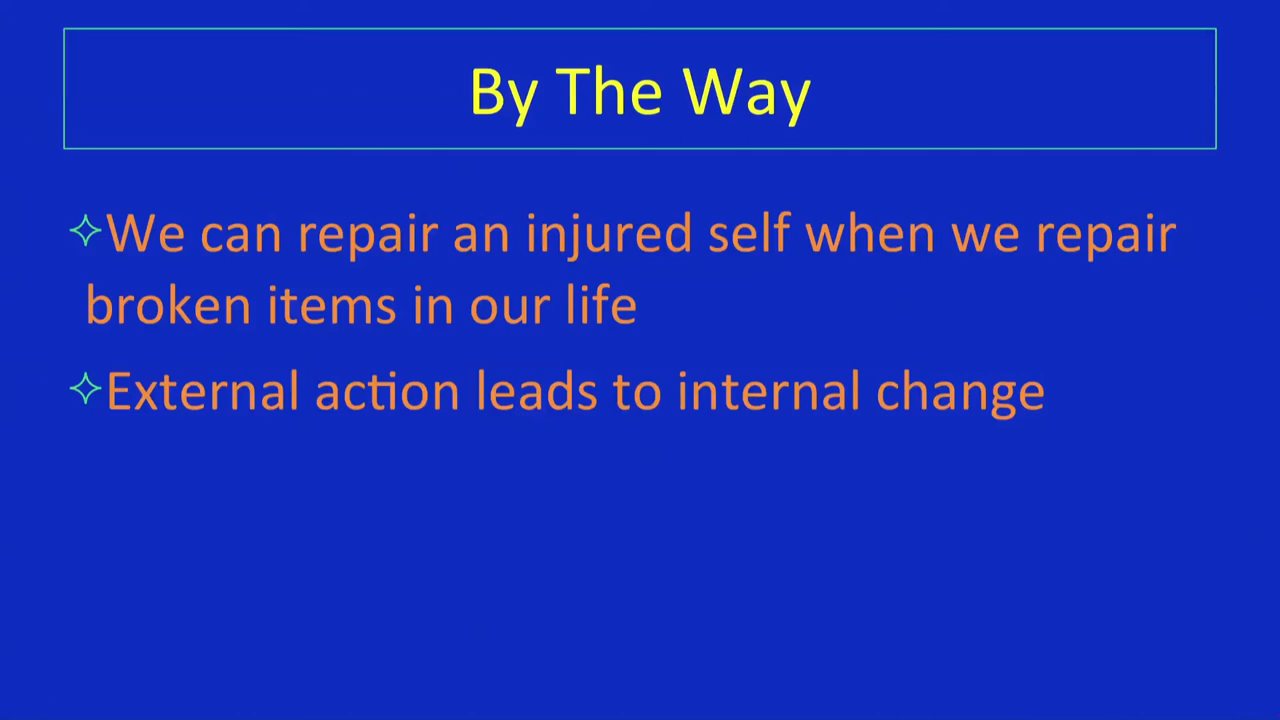 By The Way
✧We can repair an injured self when we repair
broken items in our life
✧External action leads to internal change